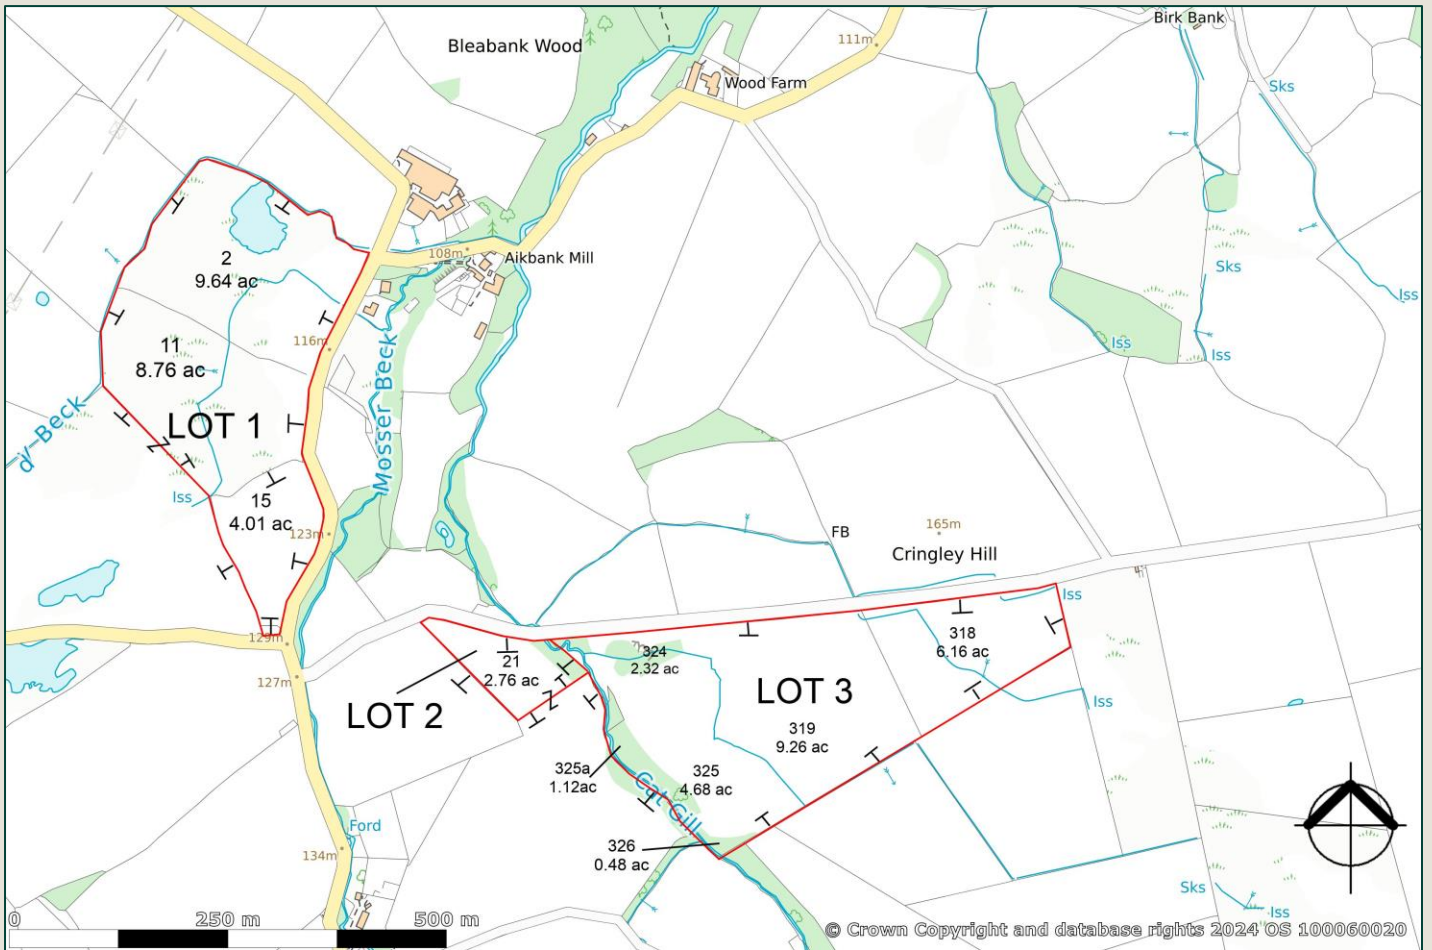 Birk Bank
Bleabank Wood
111m
Wood Farm
Sks
2
9.64 ac
108m
Aikbank Mill
Sks
Iss
116m
11
8.76 ac
Iss
Iss
Mosser Beck
d/-Beck
LOT 1
Iss
15
4.01 ac
123m
FB
165m
Cringley Hill
Iss
129m
127m
21
2.76 ac
324
2.32 ac
318
6.16 ac
LOT 2
LOT 3
Iss
319
9.26 ac
325a
1.12ac
325
4.68 ac
Cat Gill
Ford
134m
326
0.48 ac
Sks
Iss
0 250 m 500 m
© Crown Copyright and database rights 2024 OS 100060020